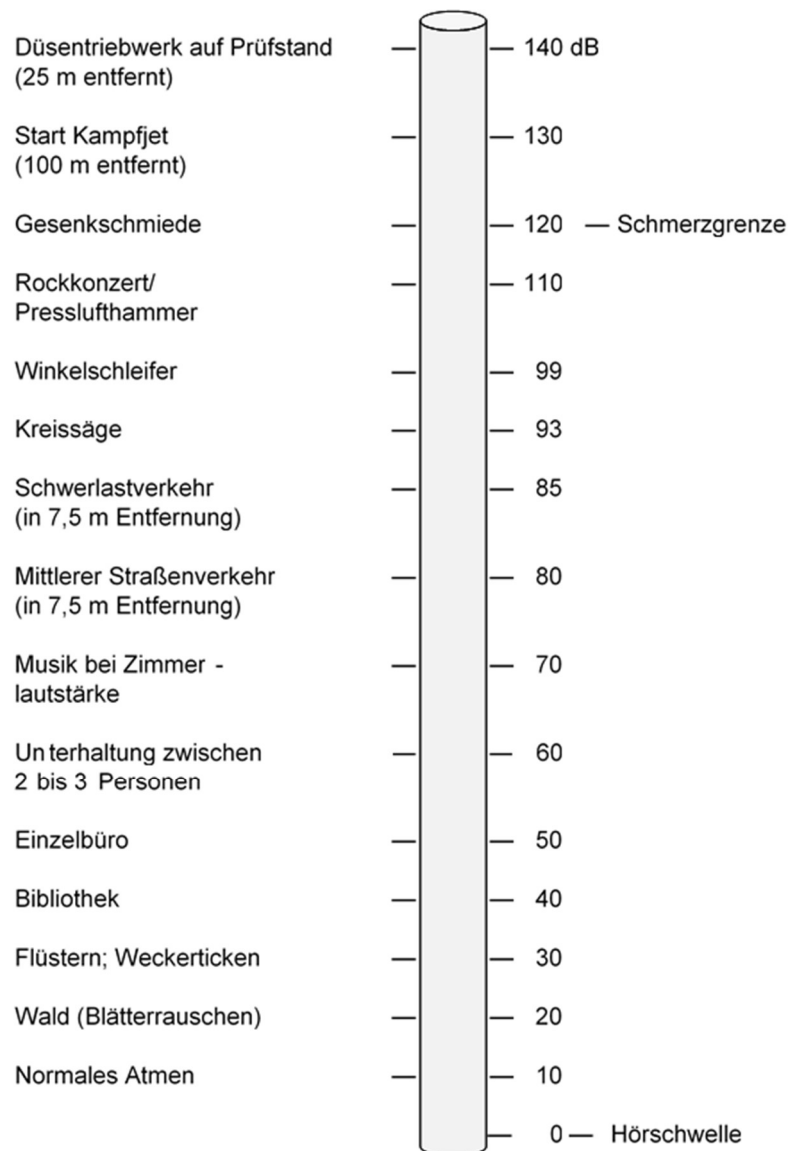 Düsentriebwerk auf Prüfstand 140 dB
(25 m entfernt)
Start Kampfjet 130
(100 m entfernt)
Gesenkschmiede 120 — Schmerzgrenze
Rockkonzert/ 110
Presslufthammer
Winkelschleifer 99
Kreissäge 93
Schwerlastverkehr 85
(in 7,5 m Entfernung)
Mittlerer Straßenverkehr 80
(in 7,5 m Entfernung)
Musik bei Zimmer - 70
lautstärke
Unterhaltung zwischen 60
2 bis 3 Personen
Einzelbüro 50
Bibliothek 40
Flüstern; Weckerticken 30
Wald (Blätterrauschen) 20
Normales Atmen 10
0 — Hörschwelle